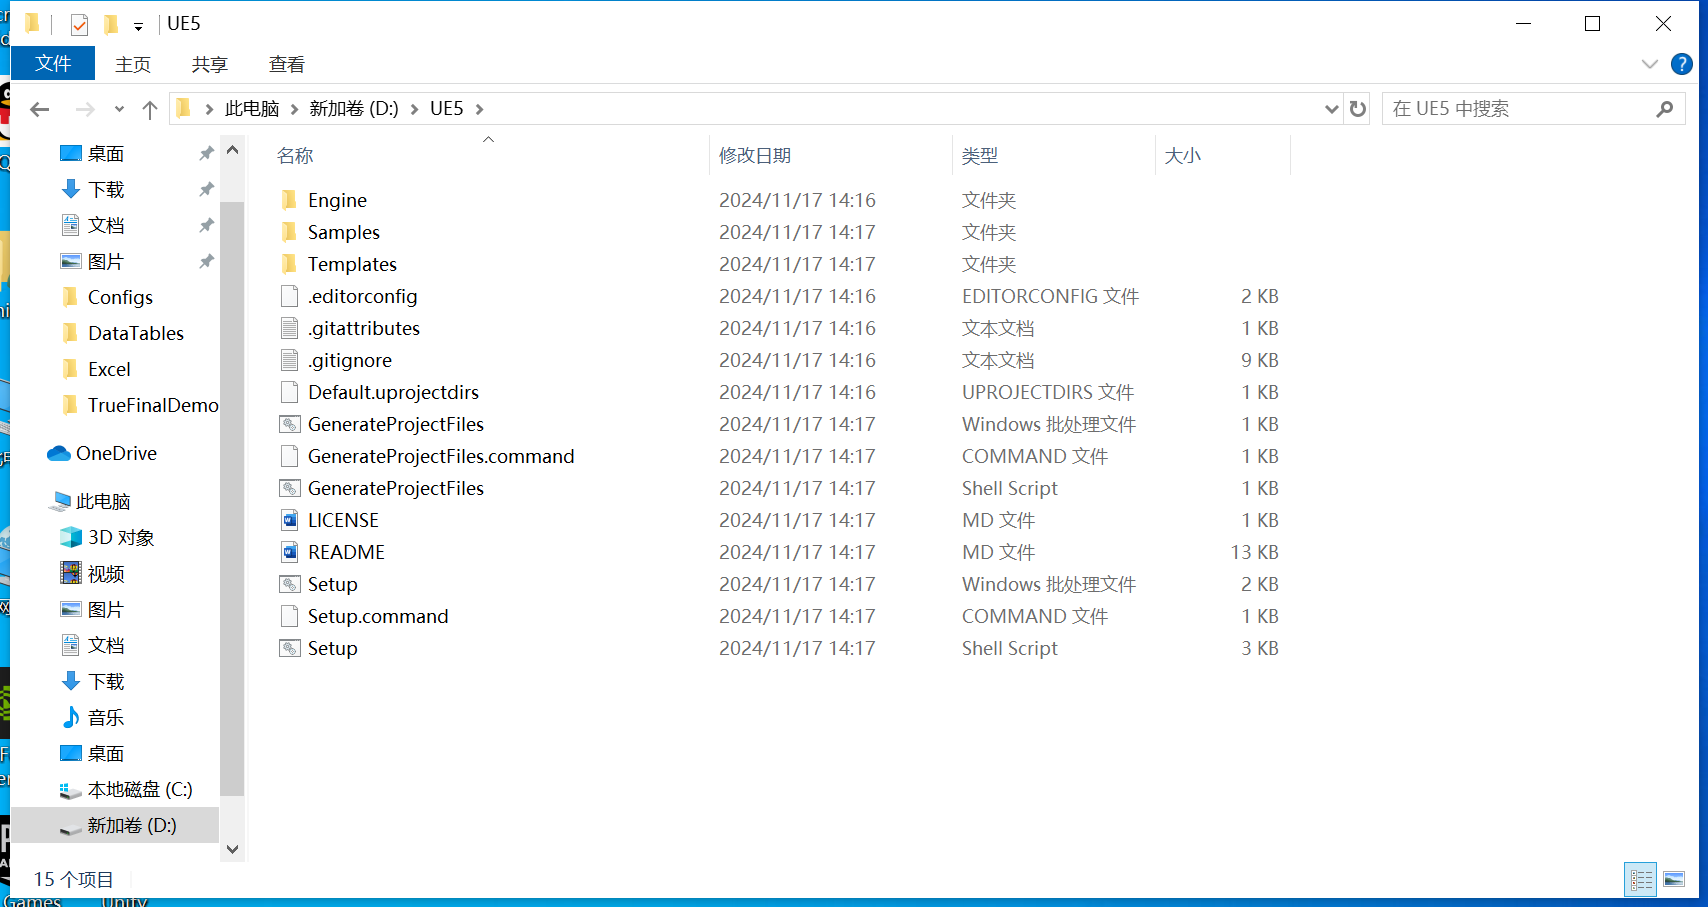 UE5
文件 主页 共享 查看
此电脑 新加卷 (D:) UE5
在 UE5 中搜索
桌面
下载
文档
图片
Configs
DataTables
Excel
TrueFinalDemo
OneDrive
此电脑
3D 对象
视频
图片
文档
下载
音乐
桌面
本地磁盘 (C:)
新加卷 (D:)
名称 修改日期 类型 大小
Engine 2024/11/17 14:16 文件夹
Samples 2024/11/17 14:17 文件夹
Templates 2024/11/17 14:17 文件夹
.editorconfig 2024/11/17 14:16 EDITORCONFIG 文件 2 KB
.gitattributes 2024/11/17 14:16 文本文档 1 KB
.gitignore 2024/11/17 14:16 文本文档 9 KB
Default.uprojectdirs 2024/11/17 14:16 UPROJECTDIRS 文件 1 KB
GenerateProjectFiles 2024/11/17 14:17 Windows 批处理文件 1 KB
GenerateProjectFiles.command 2024/11/17 14:17 COMMAND 文件 1 KB
GenerateProjectFiles 2024/11/17 14:17 Shell Script 1 KB
LICENSE 2024/11/17 14:17 MD 文件 1 KB
README 2024/11/17 14:17 MD 文件 13 KB
Setup 2024/11/17 14:17 Windows 批处理文件 2 KB
Setup.command 2024/11/17 14:17 COMMAND 文件 1 KB
Setup 2024/11/17 14:17 Shell Script 3 KB
15 个项目
Games Unity